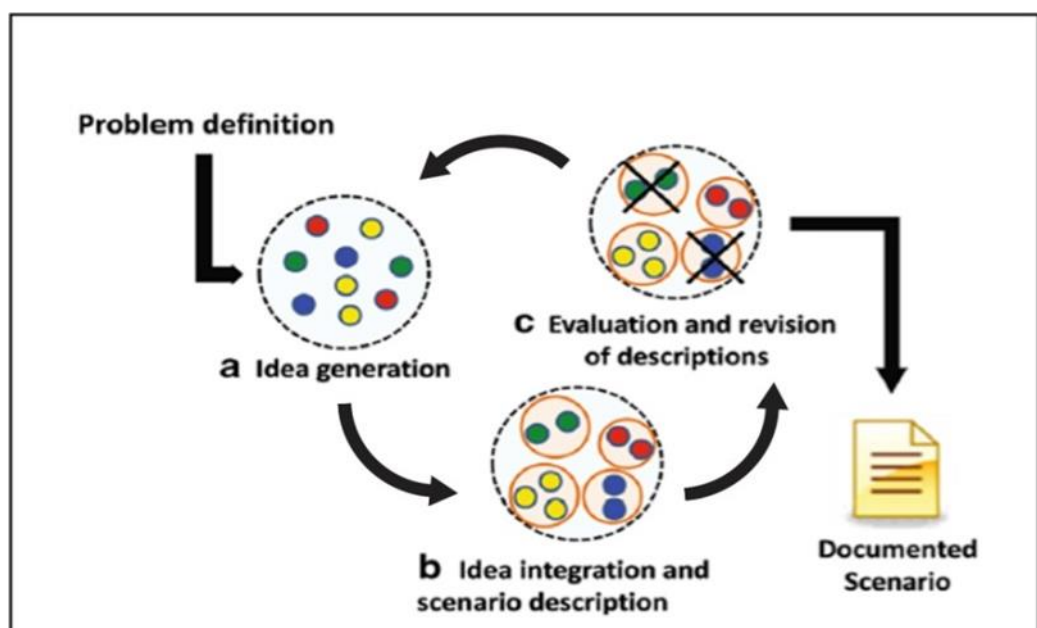 Problem definition
a Idea generation
c Evaluation and revision
of descriptions
b Idea integration and
scenario description
Documented
Scenario